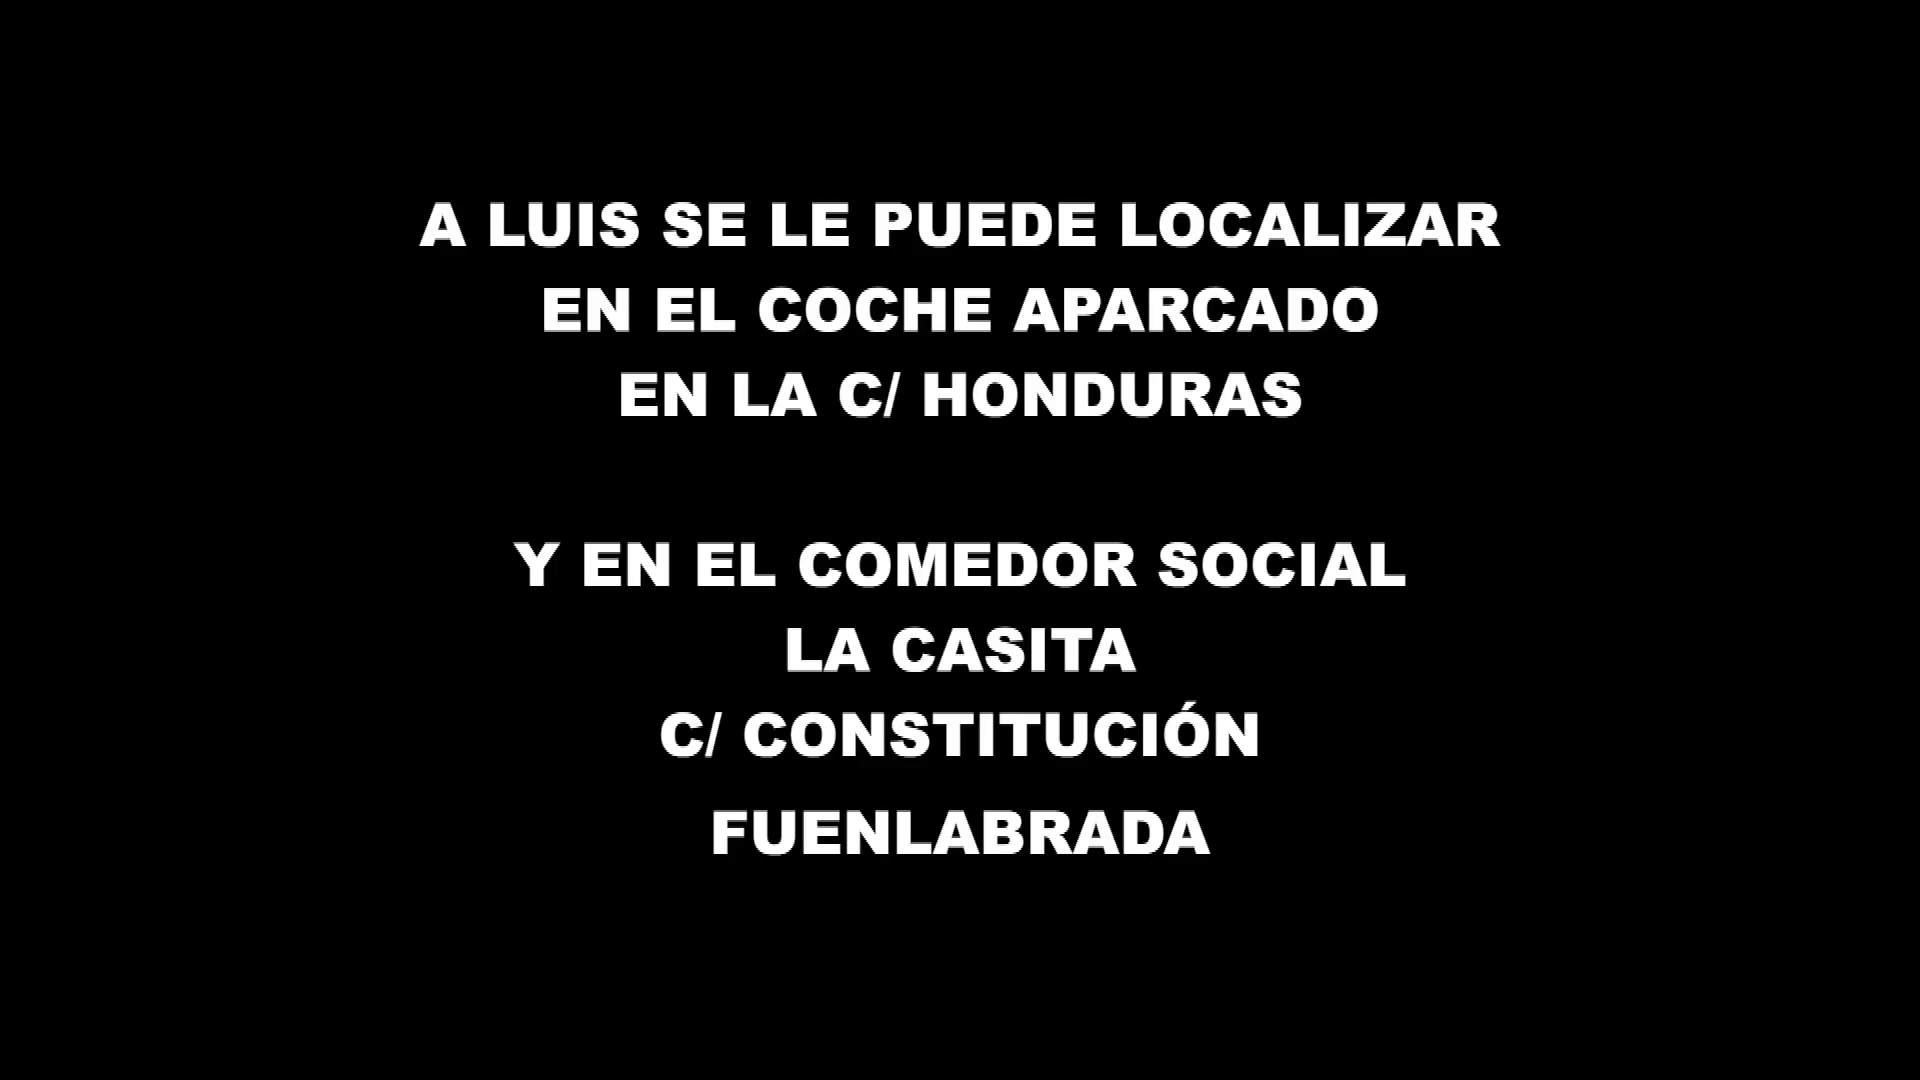 A LUIS SE LE PUEDE LOCALIZAR
EN EL COCHE APARCADO
EN LA C/ HONDURAS
Y EN EL COMEDOR SOCIAL
LA CASITA
C/ CONSTITUCIÓN
FUENLABRADA